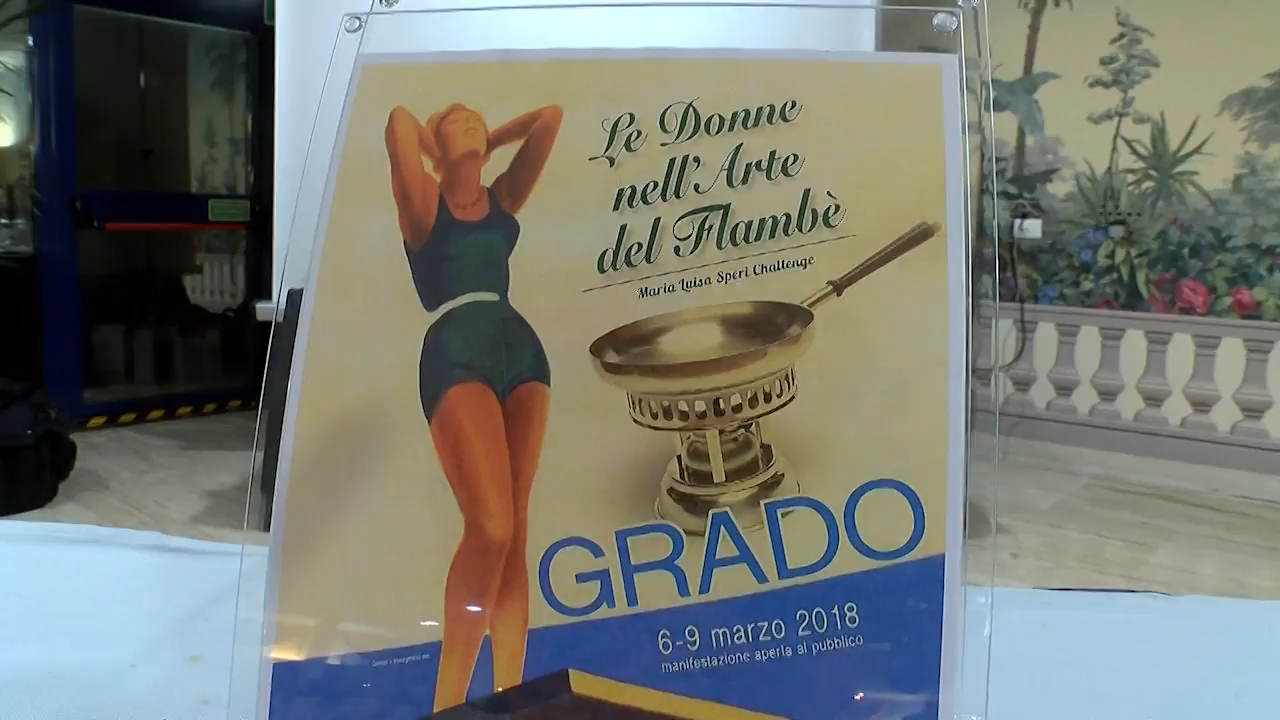 Le Donne
nell'Arte
del Flambè
Maria Luisa Speri Challenge
GRADO
6-9 marzo 2018
manifestazione aperta al pubblico